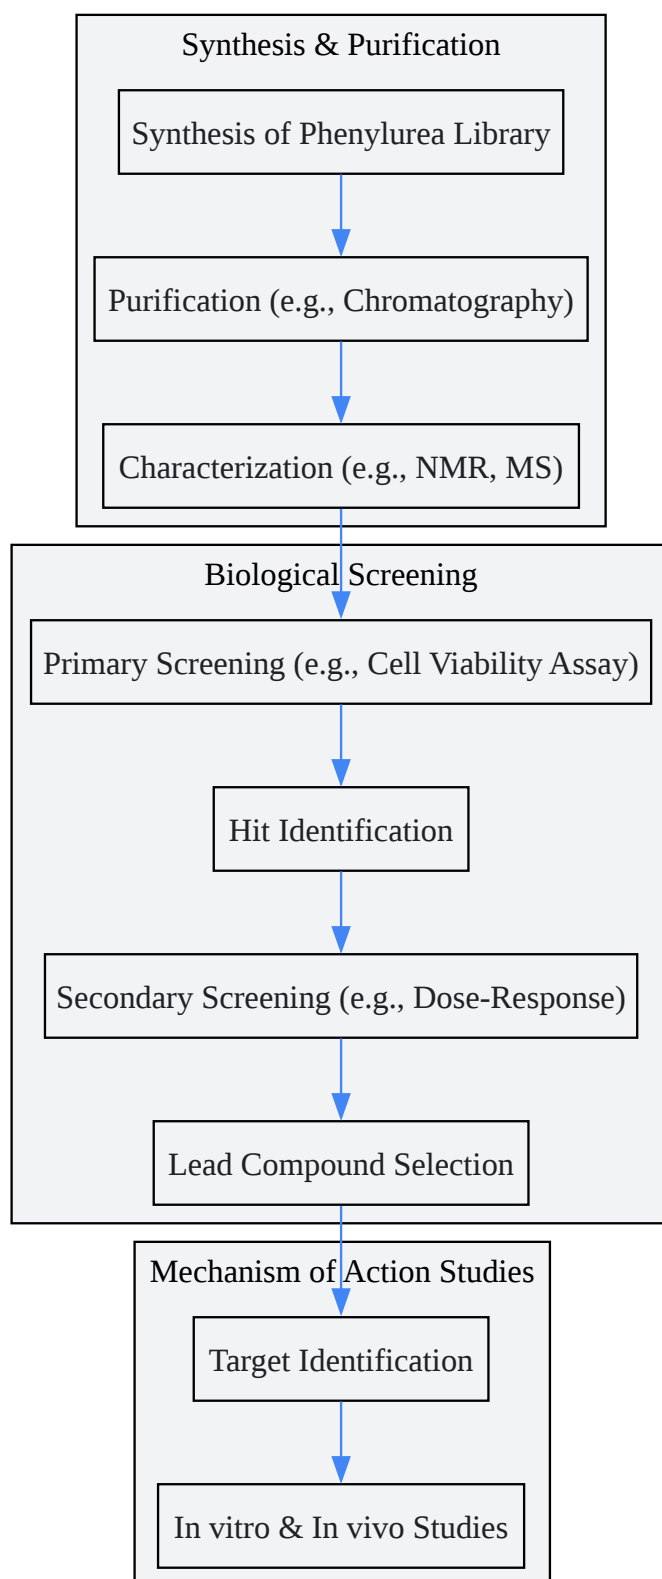 Synthesis & Purification
Synthesis of Phenylurea Library
Purification (e.g., Chromatography)
Characterization (e.g., NMR, MS)
Biological Screening
Primary Screening (e.g., Cell Viability Assay)
Hit Identification
Secondary Screening (e.g., Dose-Response)
Lead Compound Selection
Mechanism of Action Studies
Target Identification
In vitro & In vivo Studies